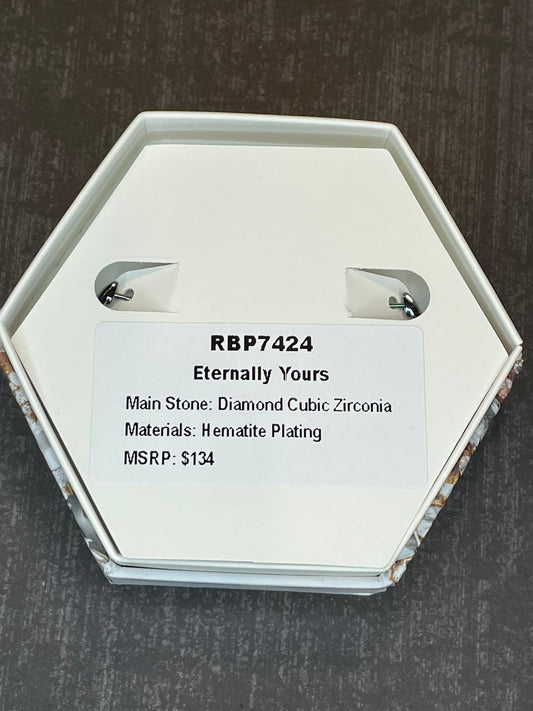 RBP7424
Eternally Yours
Main Stone: Diamond Cubic Zirconia
Materials: Hematite Plating
MSRP: $134